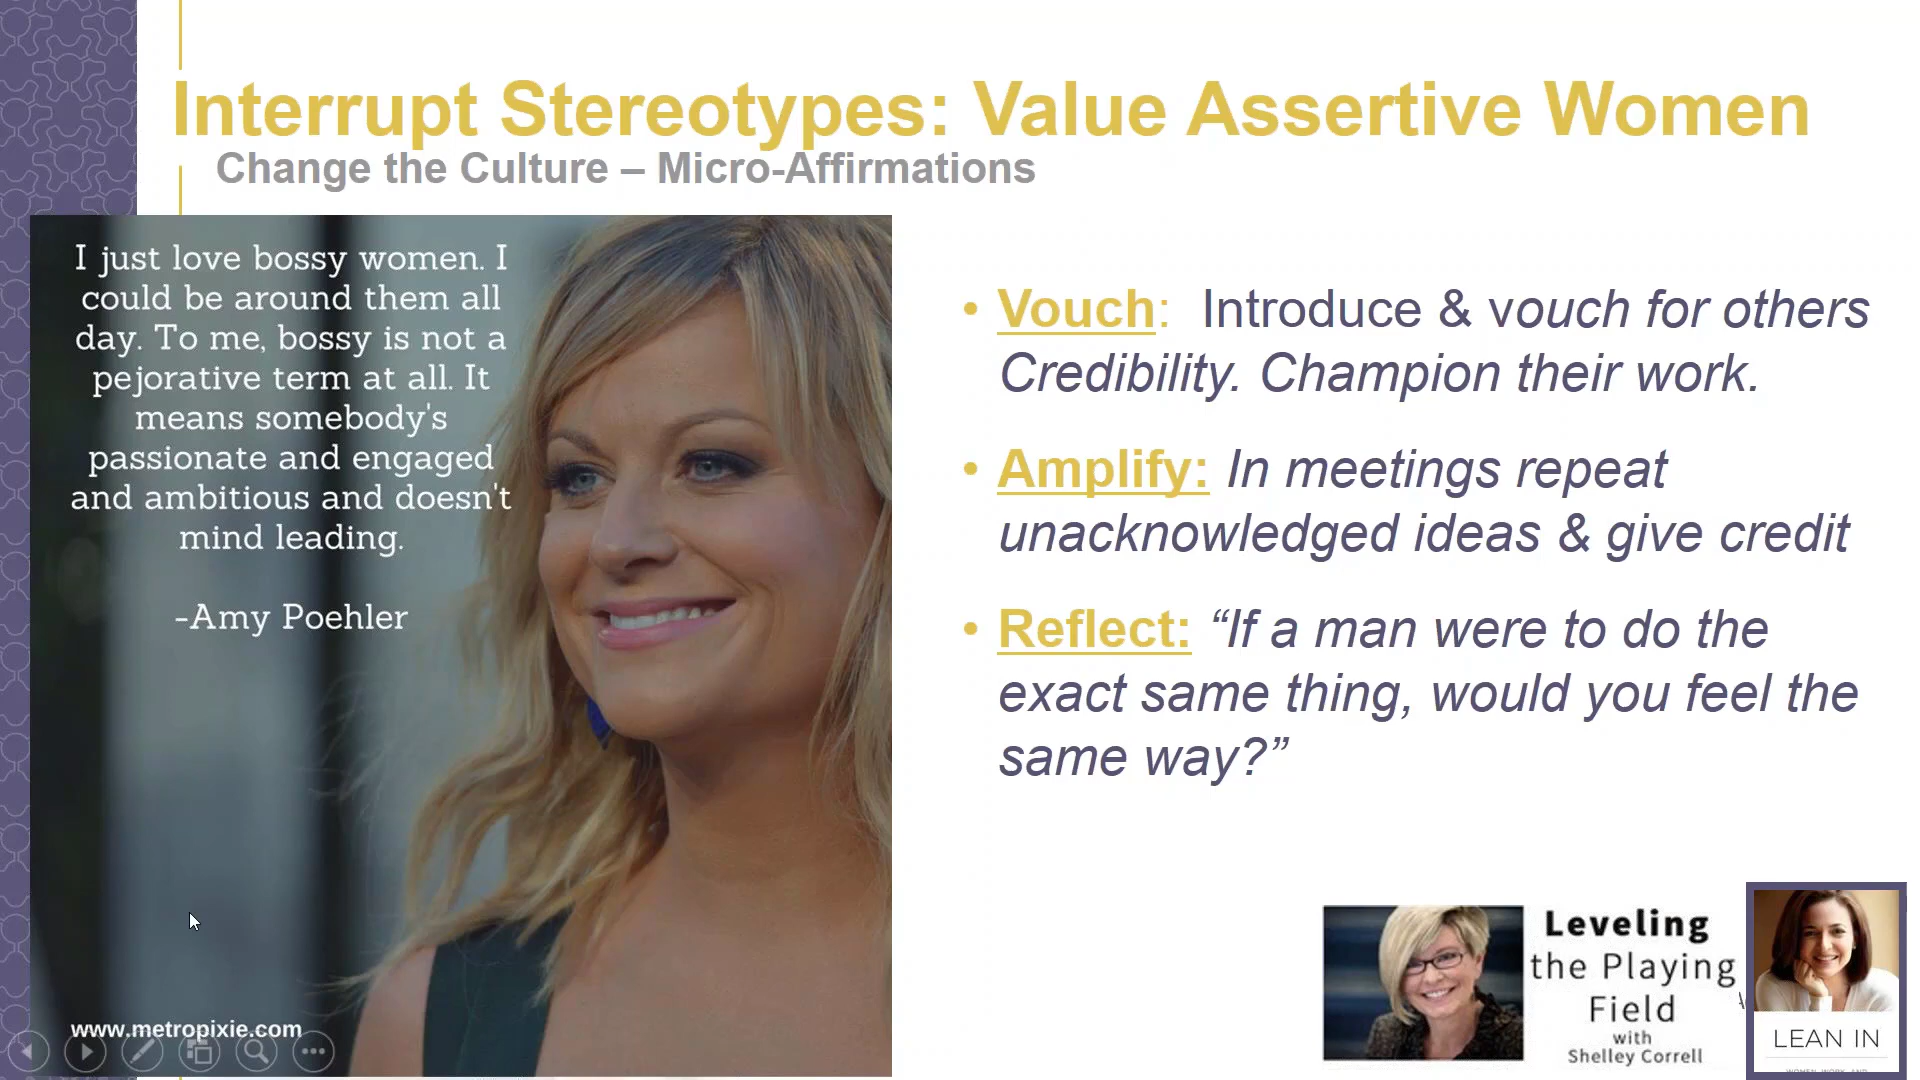 Interrupt Stereotypes: Value Assertive Women
Change the Culture – Micro-Affirmations
I just love bossy women. I
could be around them all
day. To me, bossy is not a
pejorative term at all. It
means somebody's
passionate and engaged
and ambitious and doesn't
mind leading.
-Amy Poehler
www.metropixie.com
• Vouch: Introduce & vouch for others
Credibility. Champion their work.
• Amplify: In meetings repeat
unacknowledged ideas & give credit
• Reflect: “If a man were to do the
exact same thing, would you feel the
same way?”
Leveling
the Playing
Field
with
Shelley Correll
LEAN IN